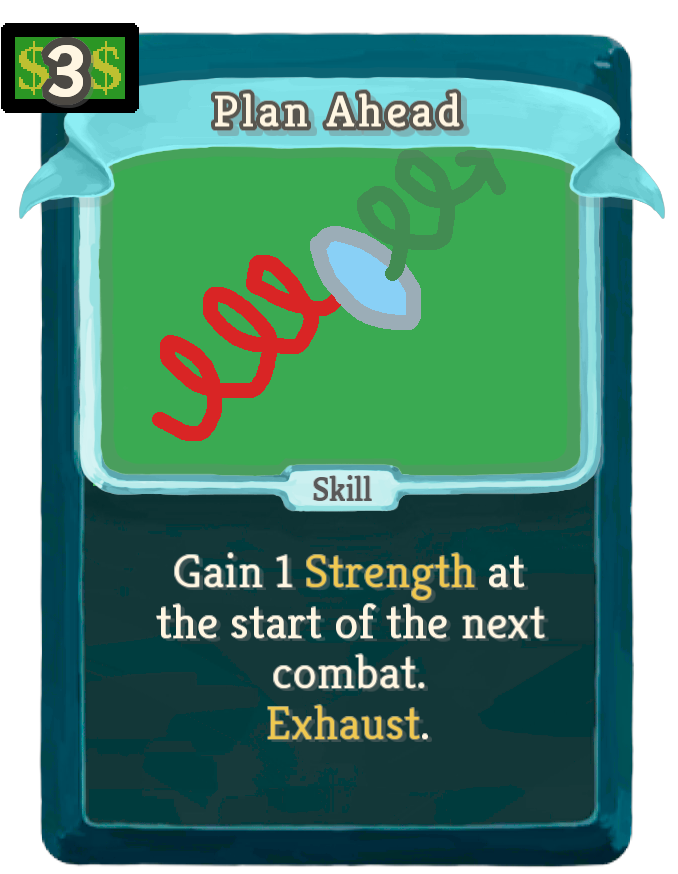 $3$
Plan Ahead
Skill
Gain 1 Strength at
the start of the next
combat.
Exhaust.